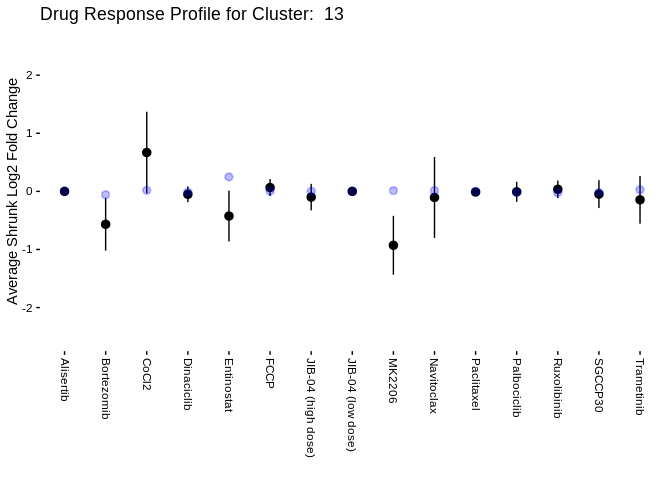 Drug Response Profile for Cluster:  13
Average Shrunk Log2 Fold Change
2
1
0
-1
-2
Alisertib
Bortezomib
CoCl2
Dinaciclib
Entinostat
FCCP
JIB-04 (high dose)
JIB-04 (low dose)
MK2206
Navitoclax
Paclitaxel
Palbociclib
Ruxolibinib
SGCCP30
Trametinib